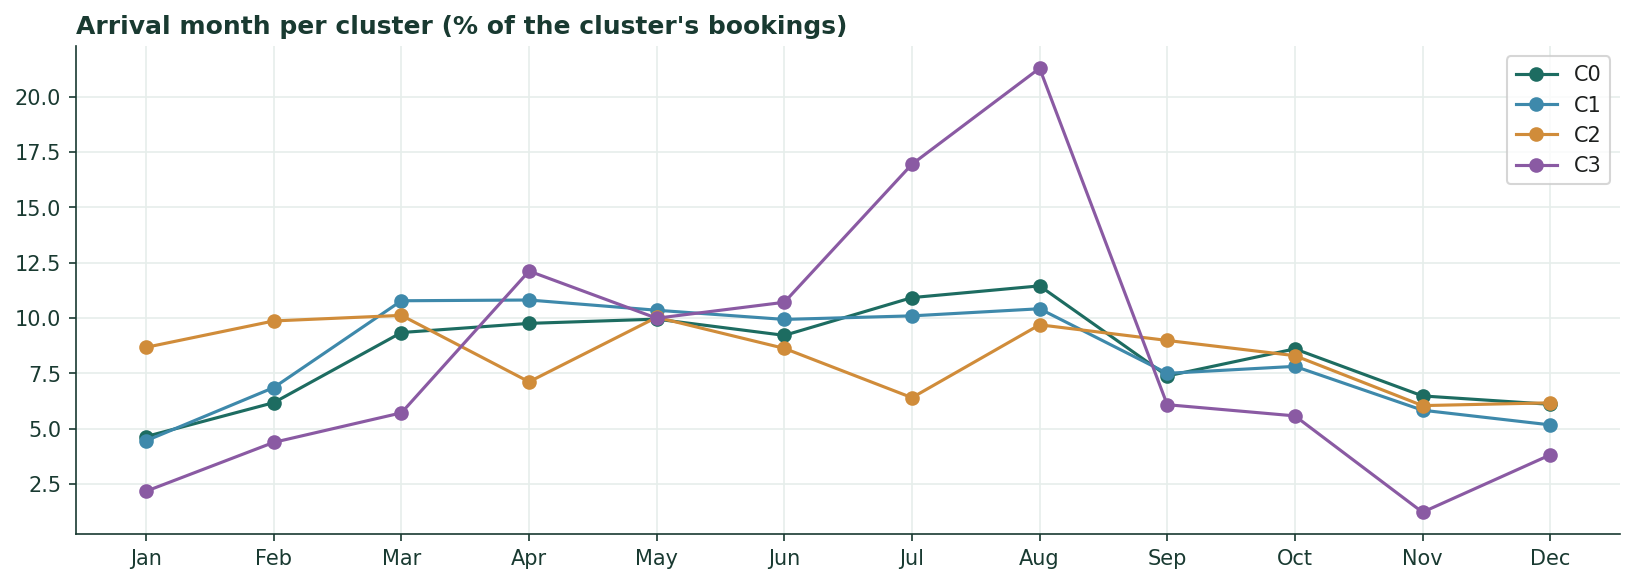 Arrival month per cluster (% of the cluster's bookings)
20.0
17.5
15.0
12.5
10.0
7.5
5.0
2.5
C0
C1
C2
C3
Jan Feb Mar Apr May Jun Jul Aug Sep Oct Nov Dec